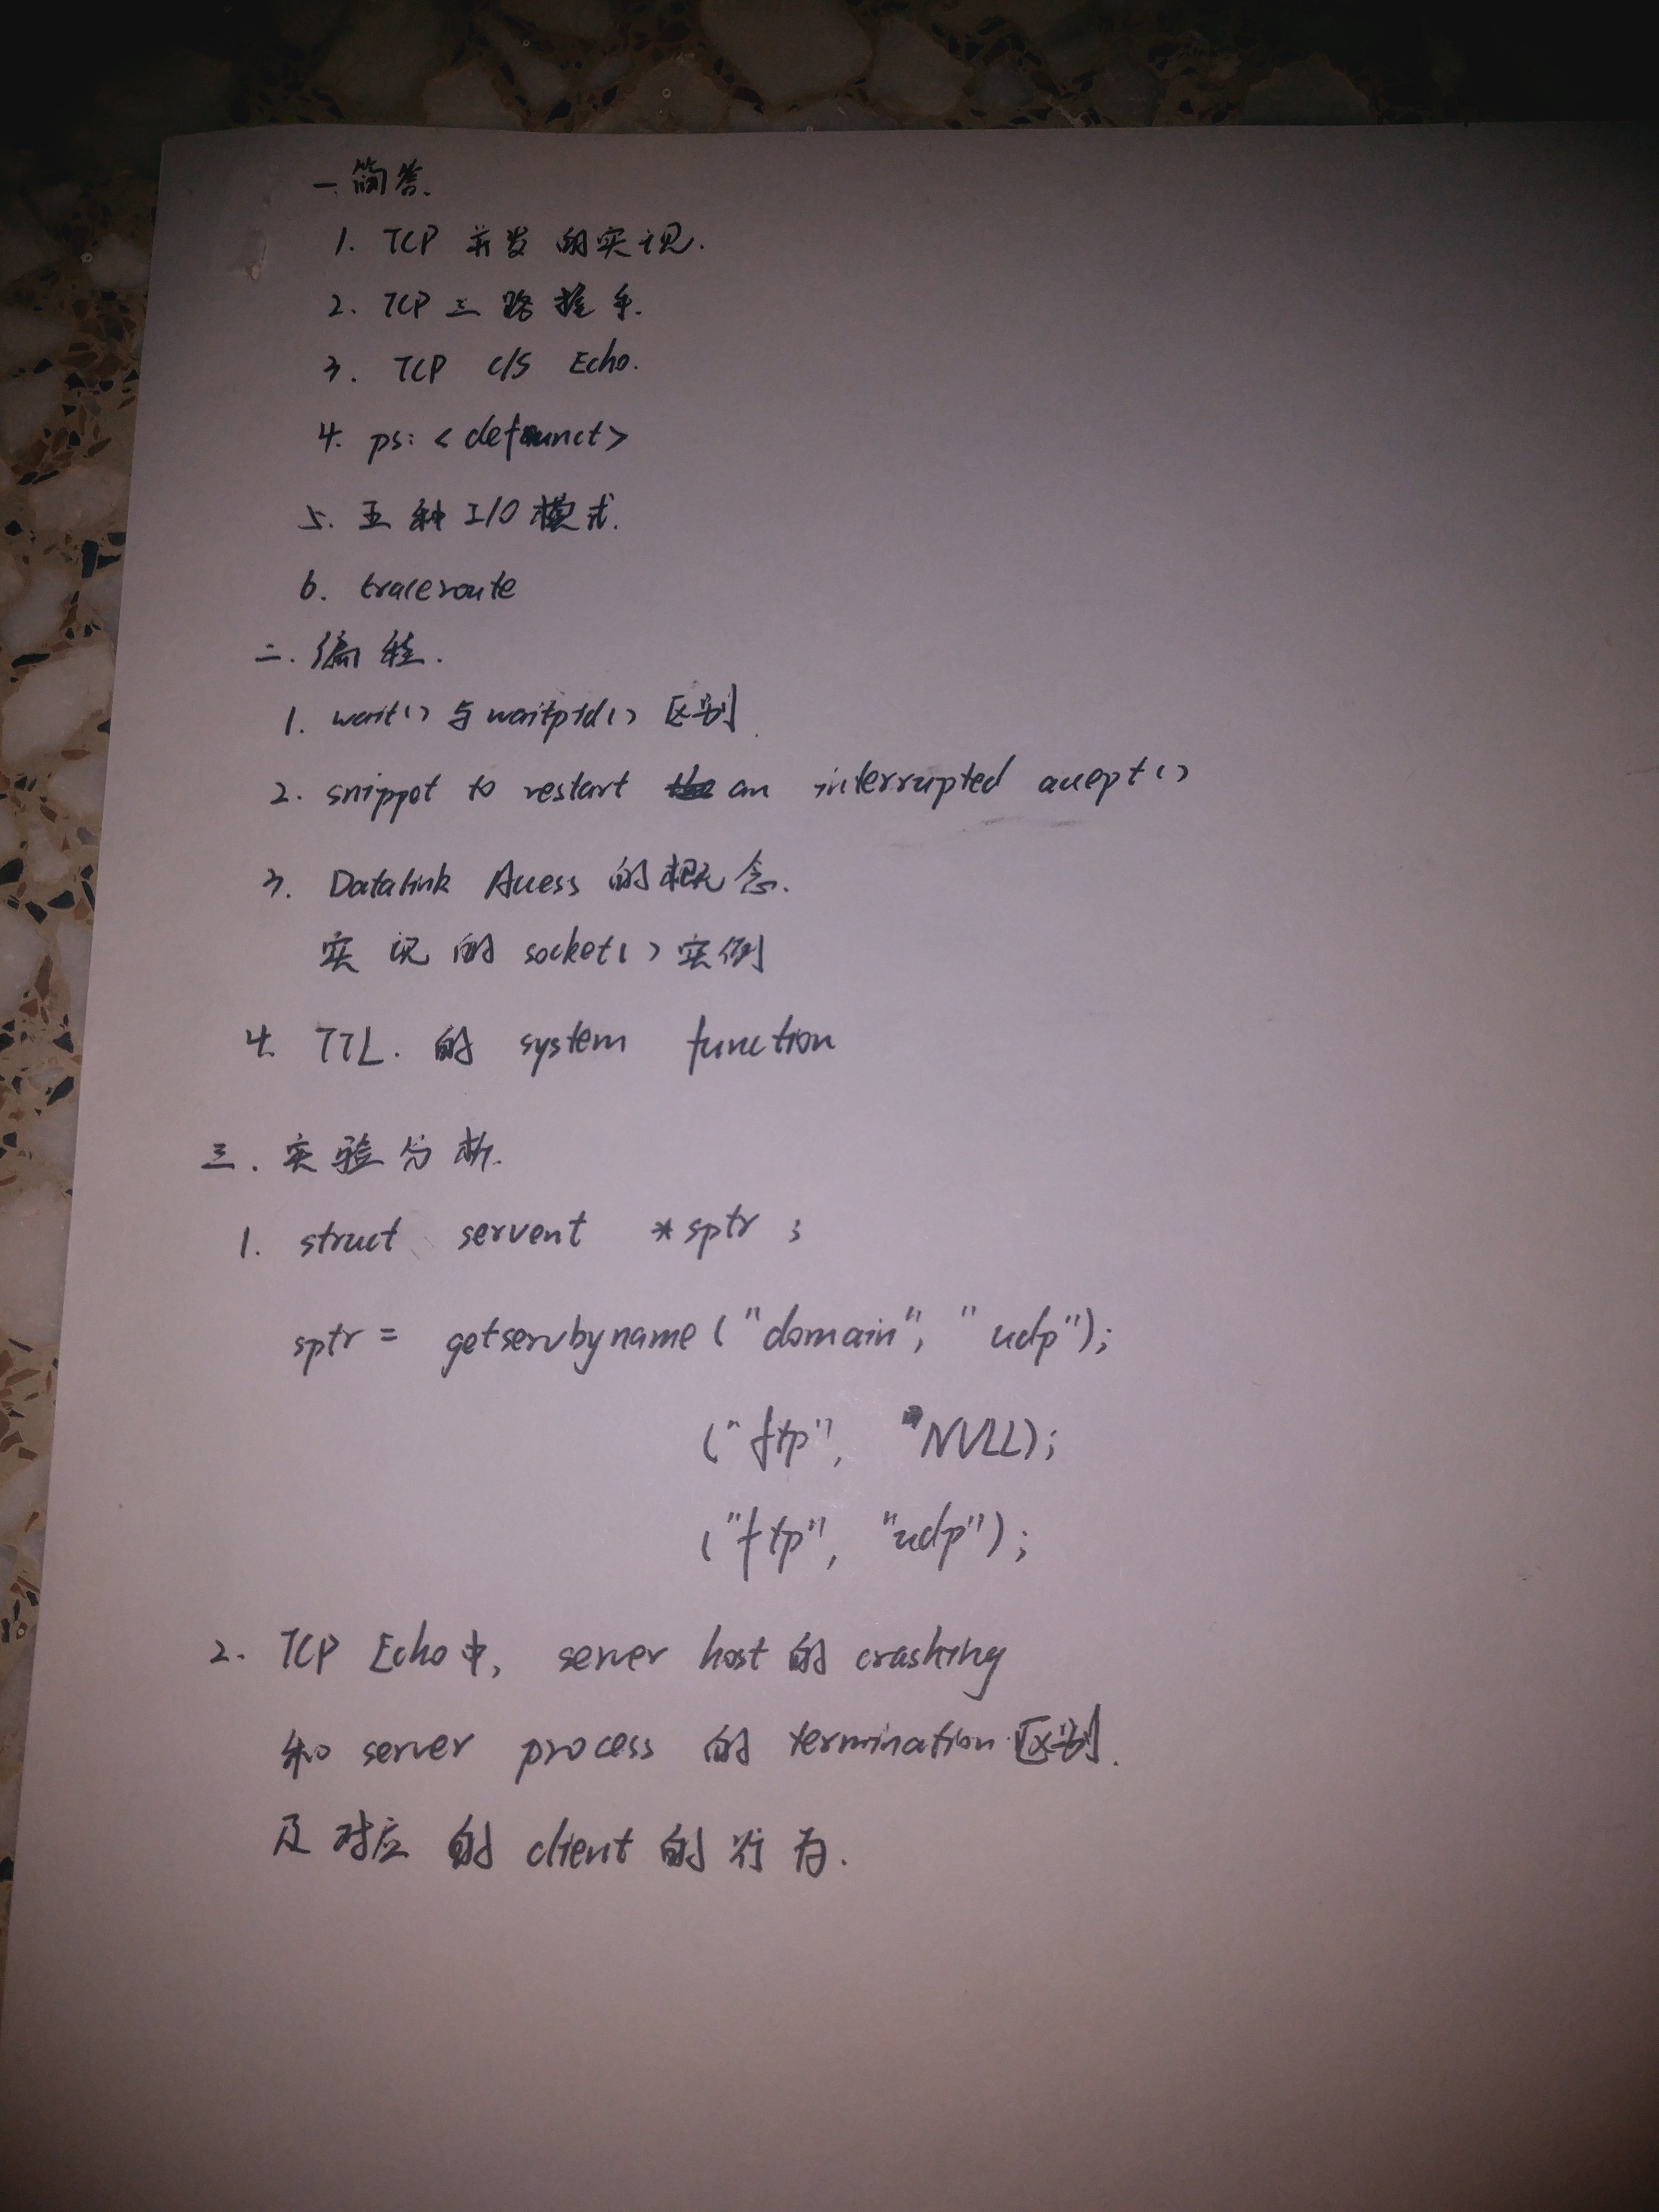 一.简答.
1. TCP 并发的实现.
2. TCP 三路握手.
3. TCP C/S Echo.
4. ps: <defunct>
5. 五种 I/O 模式.
6. traceroute
二.编程.
1. wait() 与 waitpid() 区别.
2. snippet to restart an interrupted accept()
3. Datalink Access 的概念.
实现的 socket() 实例
4. TTL. 的 system function
三.实验分析.
1. struct servent *sptr ;
sptr = getservbyname ("domain", "udp");
("ftp", NULL);
("ftp", "udp");
2. TCP Echo中, server host 的 crashing
和 server process 的 termination 区别.
及对应的 client 的行为.